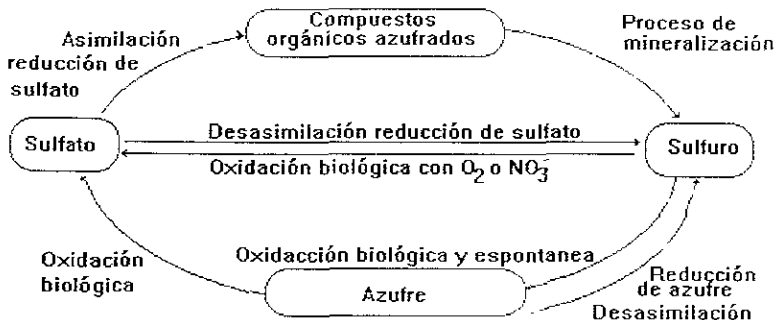 Compuestos
orgánicos azufrados
Asimilación
reducción de
sulfato
Proceso de
mineralización
Sulfato
Desasimilación reducción de sulfato
Oxidación biológica con O2 o NO3-
Sulfuro
Oxidación
biológica
Oxidacción biológica y espontanea
Azufre
Reducción
de azufre
Desasimilación